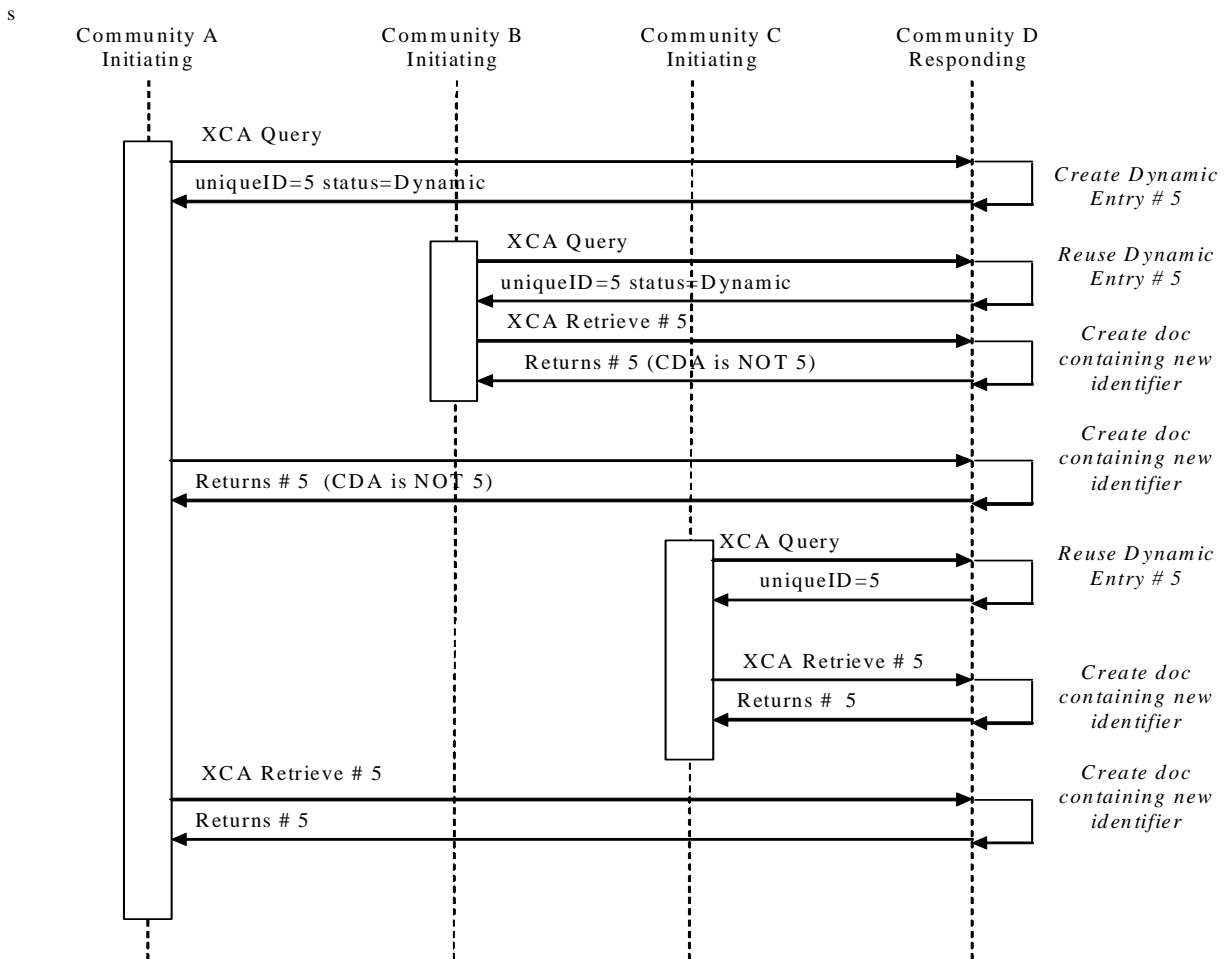 s
Community A
Initiating
Community B
Initiating
Community C
Initiating
Community D
Responding
XCA Query
uniqueID=5 status=Dynamic
Create Dynamic
Entry # 5
XCA Query
uniqueID=5 status=Dynamic
Reuse Dynamic
Entry # 5
XCA Retrieve # 5
Returns # 5 (CDA is NOT 5)
Create doc
containing new
identifier
Returns # 5 (CDA is NOT 5)
Create doc
containing new
identifier
XCA Query
uniqueID=5
Reuse Dynamic
Entry # 5
XCA Retrieve # 5
Returns # 5
Create doc
containing new
identifier
XCA Retrieve # 5
Returns # 5
Create doc
containing new
identifier